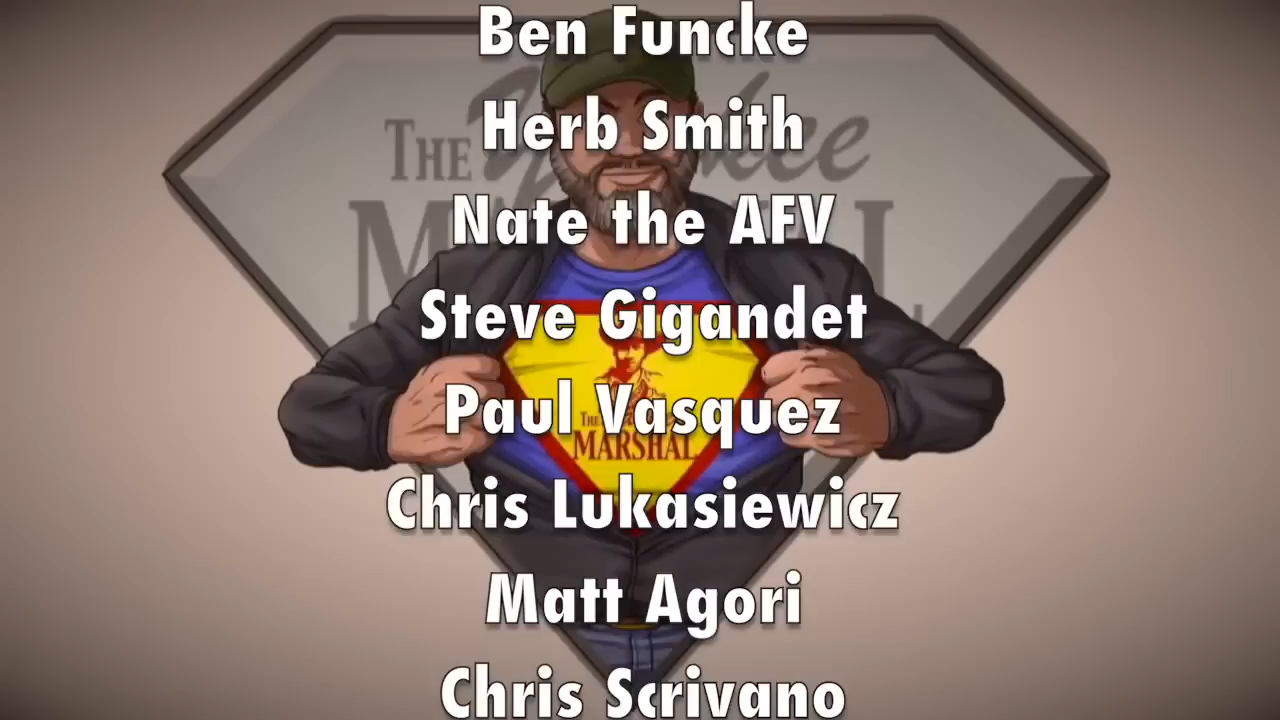 Ben Funcke
Herb Smith
Nate the AFV
Steve Gigandet
Paul Vasquez
Chris Lukasiewicz
Matt Agori
Chris Scrivano
THE
THE
MARSHAL